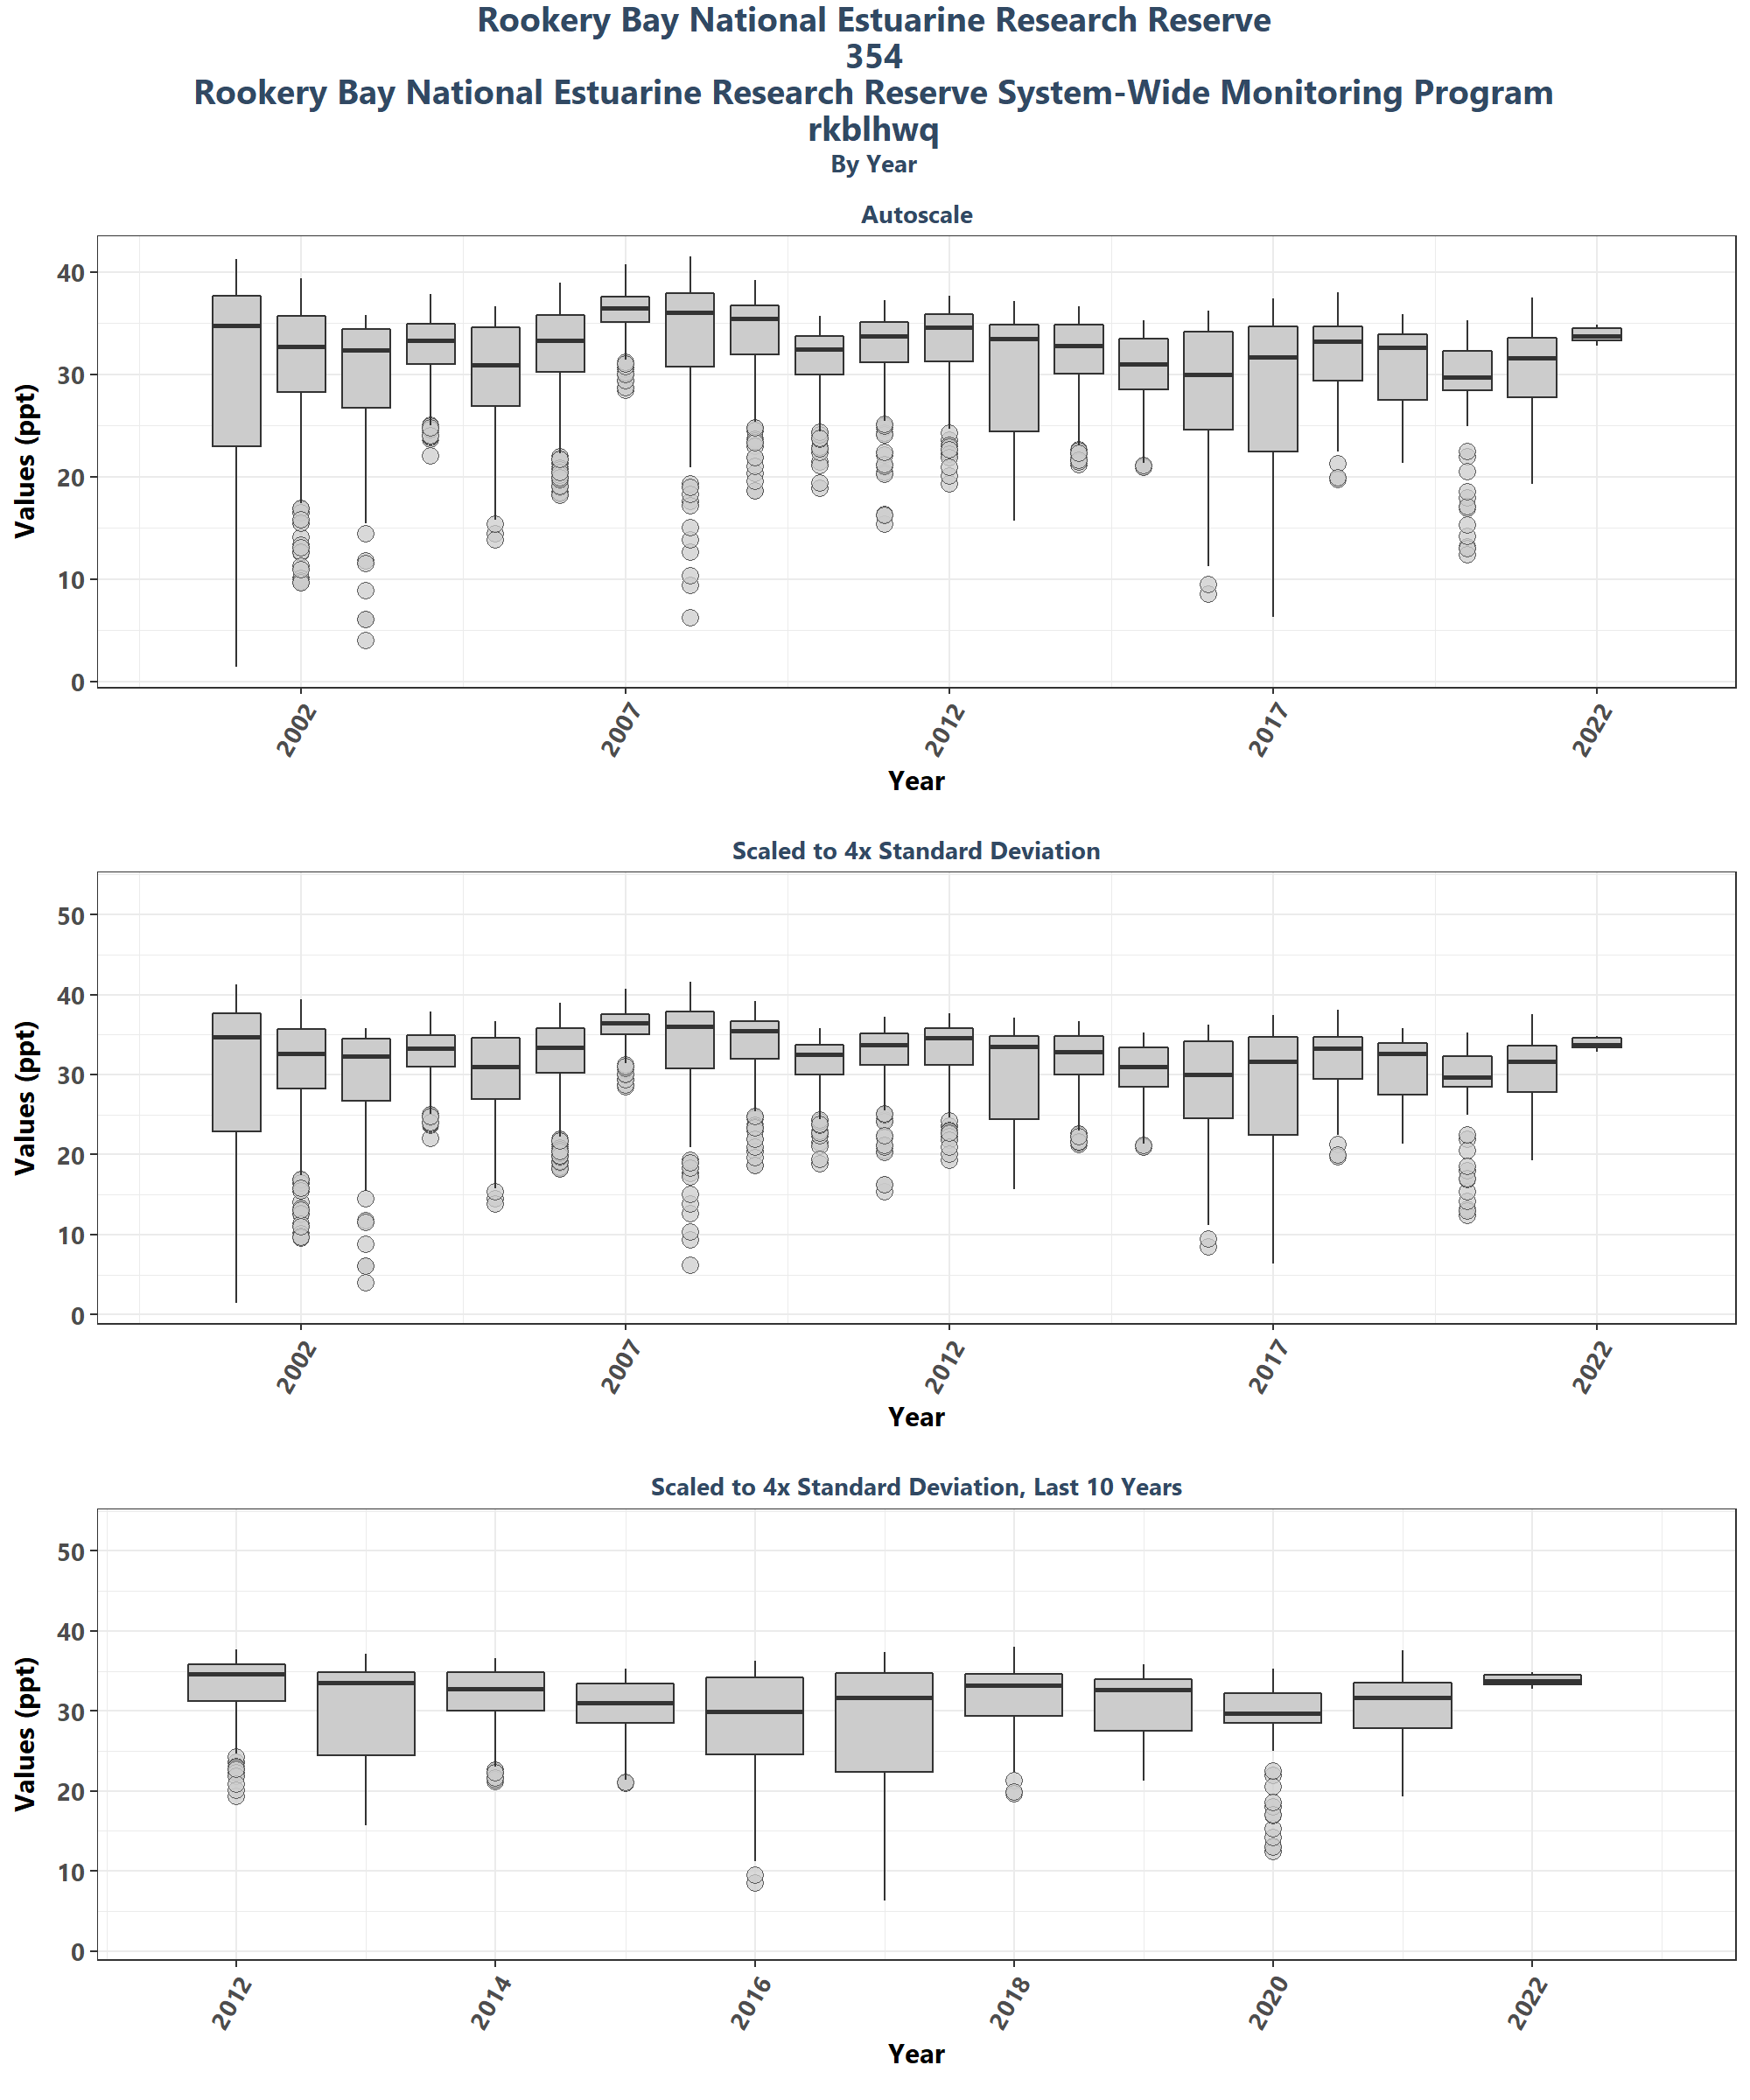 Rookery Bay National Estuarine Research Reserve
354
Rookery Bay National Estuarine Research Reserve System-Wide Monitoring Program
rkblhwq
By Year
Autoscale
Values (ppt)
40
30
20
10
0
2002 2007 2012 2017 2022
Year
Scaled to 4x Standard Deviation
Values (ppt)
50
40
30
20
10
0
2002 2007 2012 2017 2022
Year
Scaled to 4x Standard Deviation, Last 10 Years
Values (ppt)
50
40
30
20
10
0
2012 2014 2016 2018 2020 2022
Year